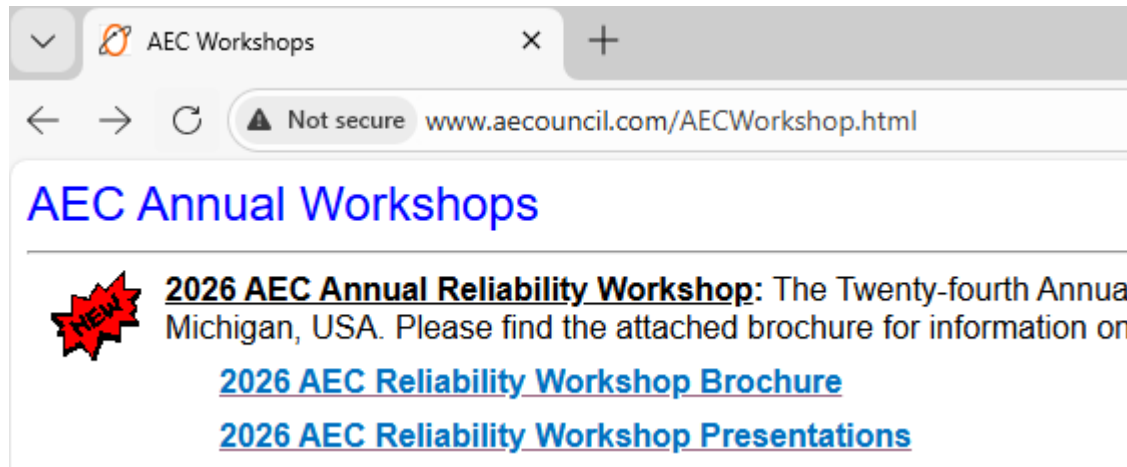 AEC Workshops
Not secure www.aecouncil.com/AECWorkshop.html
AEC Annual Workshops
NEW
2026 AEC Annual Reliability Workshop: The Twenty-fourth Annua
Michigan, USA. Please find the attached brochure for information on
2026 AEC Reliability Workshop Brochure
2026 AEC Reliability Workshop Presentations